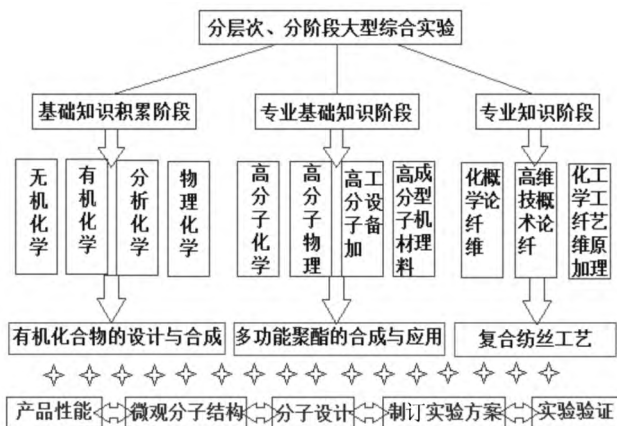 分层次、分阶段大型综合实验
基础知识积累阶段
专业基础知识阶段
专业知识阶段
无机化学
有机化学
分析化学
物理化学
高分子化学
高分子物理
高分子加工设备
高分子材料成型机理
化学纤维概论
高技术纤维概论
化学纤维加工工艺原理
有机化合物的设计与合成
多功能聚酯的合成与应用
复合纺丝工艺
产品性能
微观分子结构
分子设计
制订实验方案
实验验证